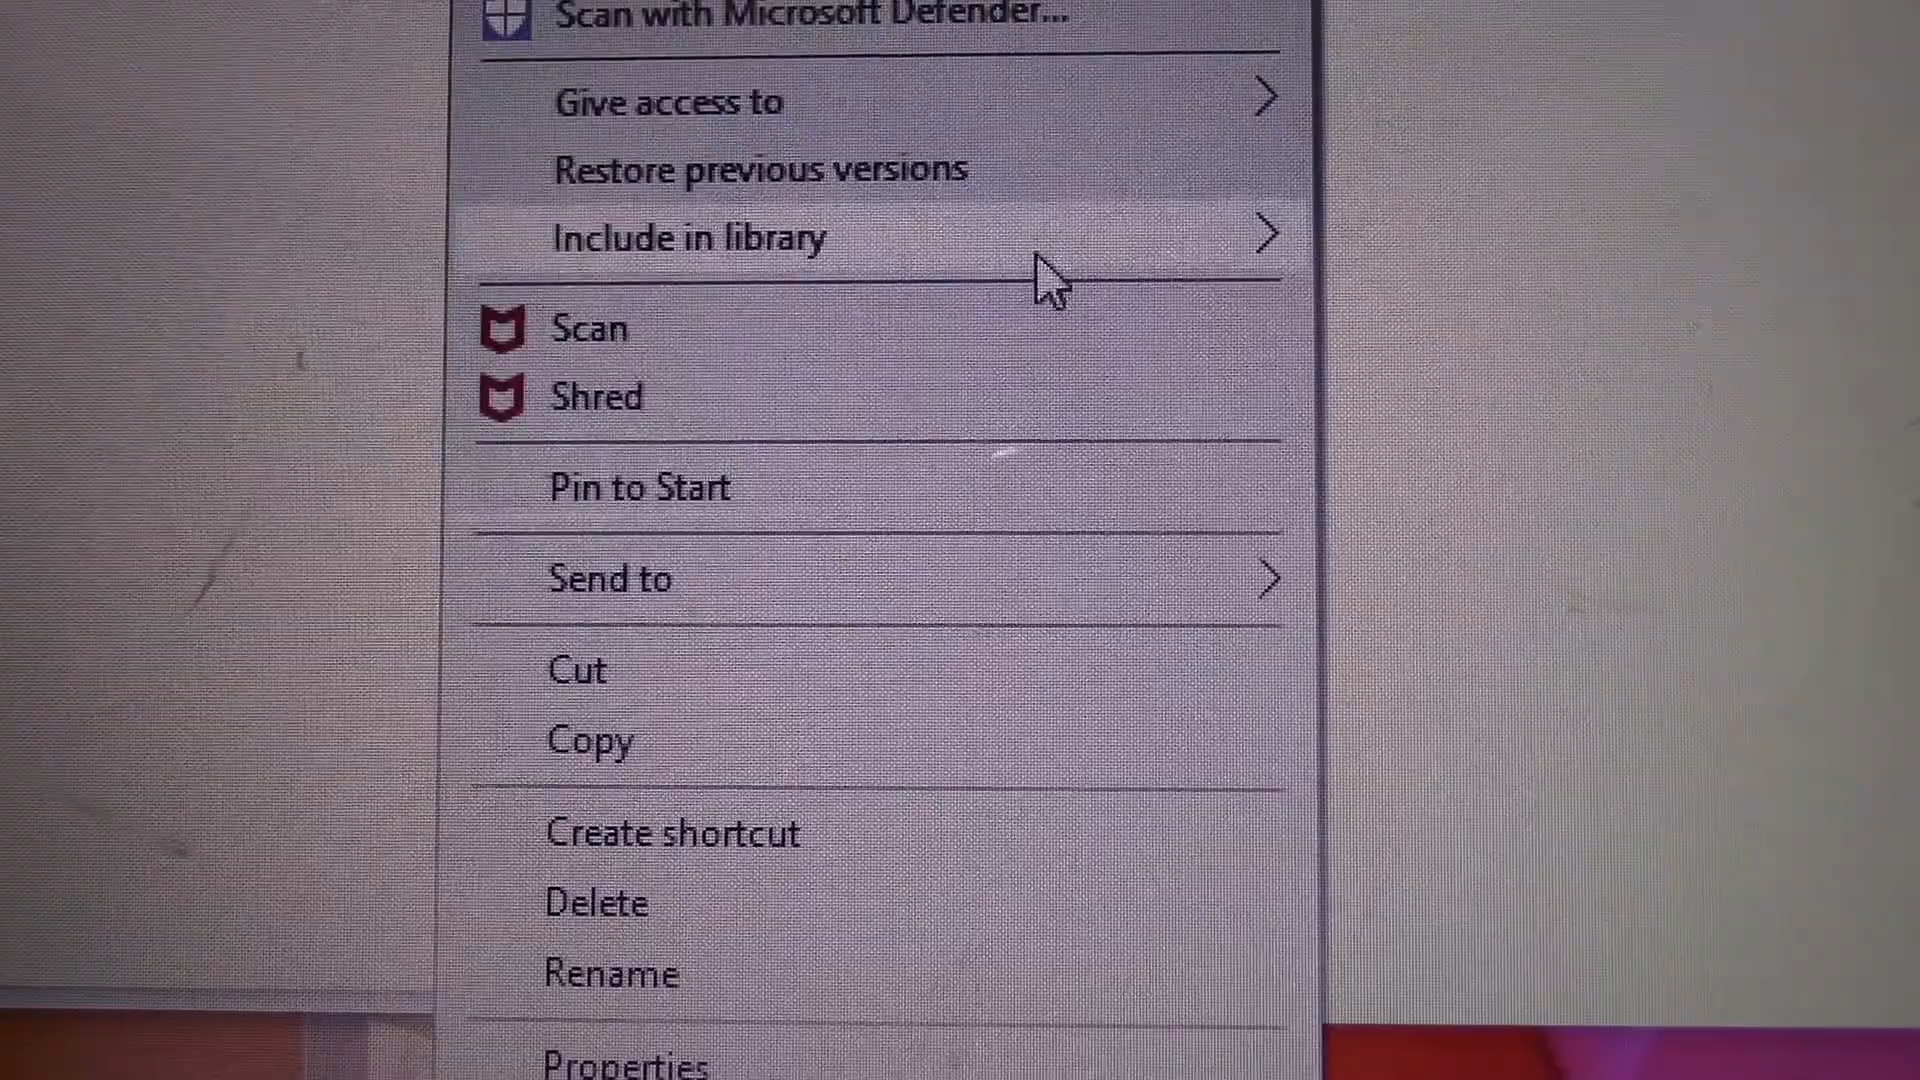 Scan with Microsoft Defender...
Give access to
Restore previous versions
Include in library
Scan
Shred
Pin to Start
Send to
Cut
Copy
Create shortcut
Delete
Rename
Properties